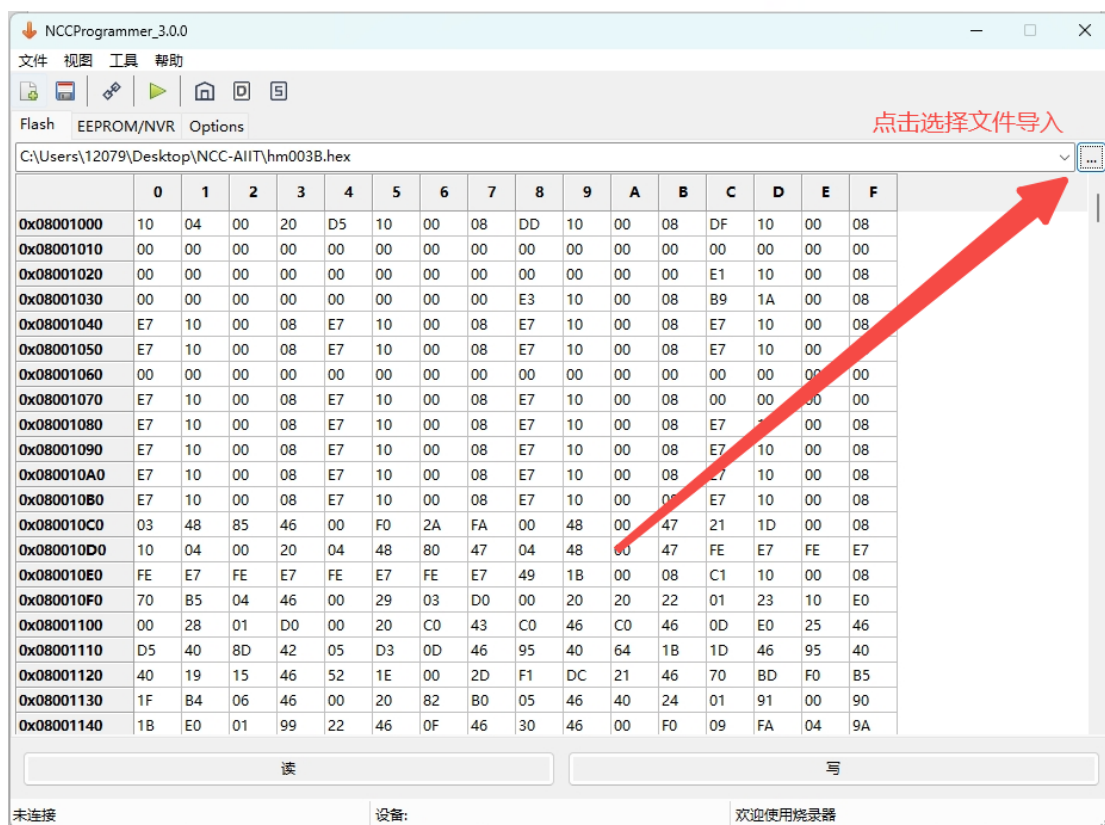 NCCProgrammer_3.0.0
文件 视图 工具 帮助
D S
点击选择文件导入
Flash EEPROM/NVR Options
C:\Users\12079\Desktop\NCC-AIIT\hm003B.hex ...
0 1 2 3 4 5 6 7 8 9 A B C D E F
0x08001000 10 04 00 20 D5 10 00 08 DD 10 00 08 DF 10 00 08
0x08001010 00 00 00 00 00 00 00 00 00 00 00 00 00 00 00 00
0x08001020 00 00 00 00 00 00 00 00 00 00 00 00 E1 10 00 08
0x08001030 00 00 00 00 00 00 00 00 E3 10 00 08 B9 1A 00 08
0x08001040 E7 10 00 08 E7 10 00 08 E7 10 00 08 E7 10 00 08
0x08001050 E7 10 00 08 E7 10 00 08 E7 10 00 08 E7 10 00
0x08001060 00 00 00 00 00 00 00 00 00 00 00 00 00 00 00 00
0x08001070 E7 10 00 08 E7 10 00 08 E7 10 00 08 00 00 00 00
0x08001080 E7 10 00 08 E7 10 00 08 E7 10 00 08 E7 00 08
0x08001090 E7 10 00 08 E7 10 00 08 E7 10 00 08 E7 10 00 08
0x080010A0 E7 10 00 08 E7 10 00 08 E7 10 00 08 E7 10 00 08
0x080010B0 E7 10 00 08 E7 10 00 08 E7 10 00 08 E7 10 00 08
0x080010C0 03 48 85 46 00 F0 2A FA 00 48 00 47 21 1D 00 08
0x080010D0 10 04 00 20 04 48 80 47 04 48 00 47 FE E7 FE E7
0x080010E0 FE E7 FE E7 FE E7 FE E7 49 1B 00 08 C1 10 00 08
0x080010F0 70 B5 04 46 00 29 03 D0 00 20 20 22 01 23 10 E0
0x08001100 00 28 01 D0 00 20 C0 43 C0 46 C0 46 0D E0 25 46
0x08001110 D5 40 8D 42 05 D3 0D 46 95 40 64 1B 1D 46 95 40
0x08001120 40 19 15 46 52 1E 00 2D F1 DC 21 46 70 BD F0 B5
0x08001130 1F B4 06 46 00 20 82 B0 05 46 40 24 01 91 00 90
0x08001140 1B E0 01 99 22 46 0F 46 30 46 00 F0 09 FA 04 9A
读 写
未连接 设备: 欢迎使用烧录器